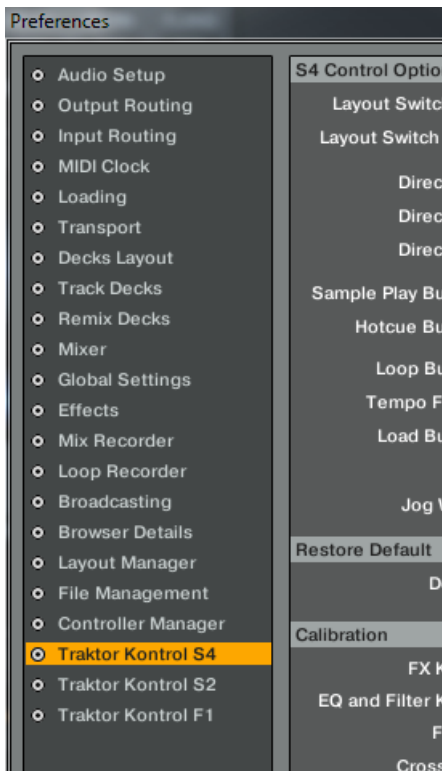 Preferences
Audio Setup
Output Routing
Input Routing
MIDI Clock
Loading
Transport
Decks Layout
Track Decks
Remix Decks
Mixer
Global Settings
Effects
Mix Recorder
Loop Recorder
Broadcasting
Browser Details
Layout Manager
File Management
Controller Manager
Traktor Kontrol S4
Traktor Kontrol S2
Traktor Kontrol F1
S4 Control Optio
Layout Switc
Layout Switch
Direc
Direc
Direc
Sample Play Bu
Hotcue Bu
Loop Bu
Tempo F
Load Bu
Jog W
Restore Default
D
Calibration
FX K
EQ and Filter K
F
Cross